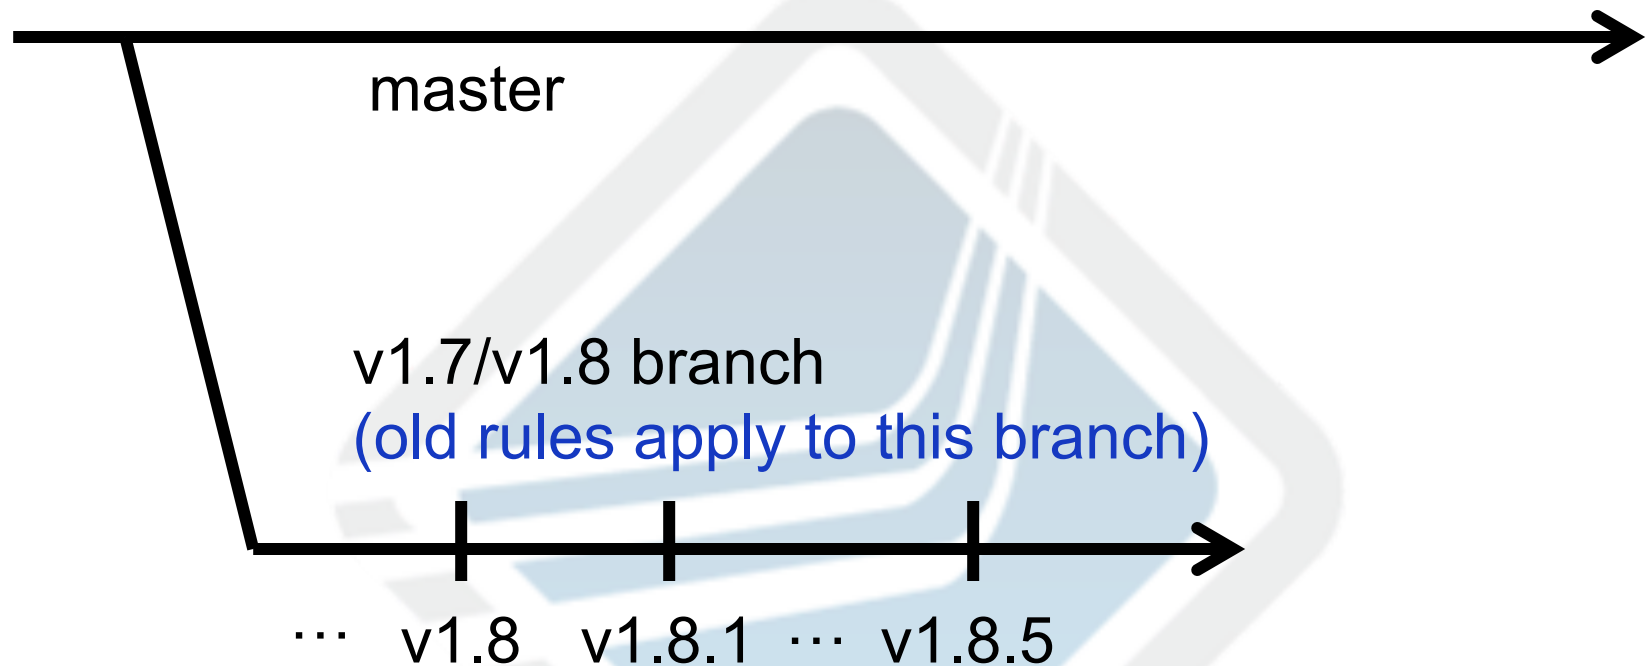 master
v1.7/v1.8 branch
(old rules apply to this branch)
… v1.8 v1.8.1 … v1.8.5